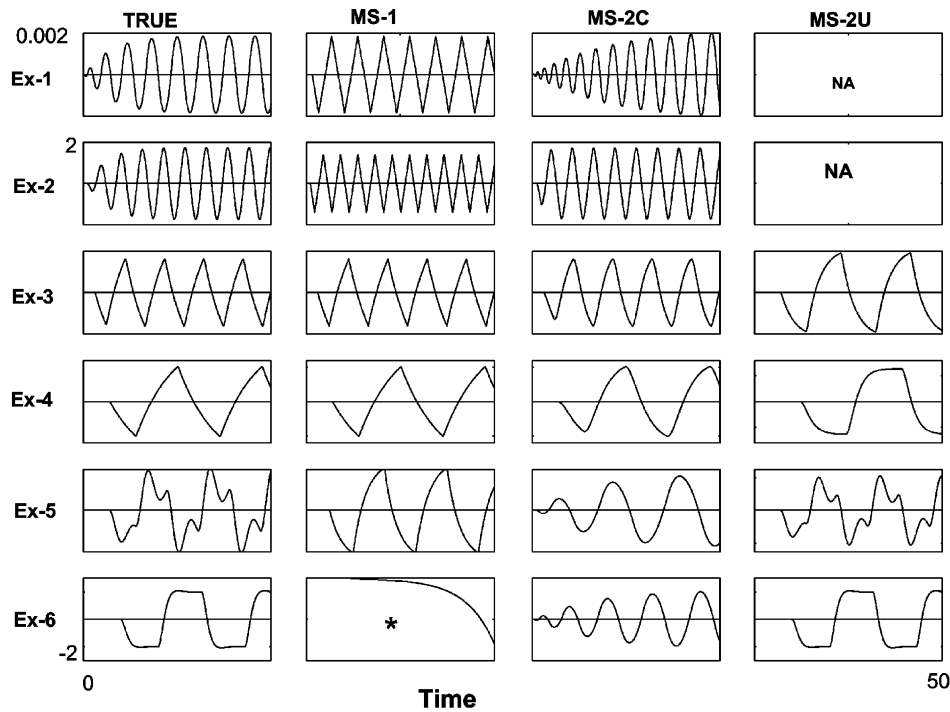 TRUE MS-1 MS-2C MS-2U
0.002
Ex-1 NA
2
Ex-2 NA
Ex-3
Ex-4
Ex-5
Ex-6 *
-2
0 50
Time